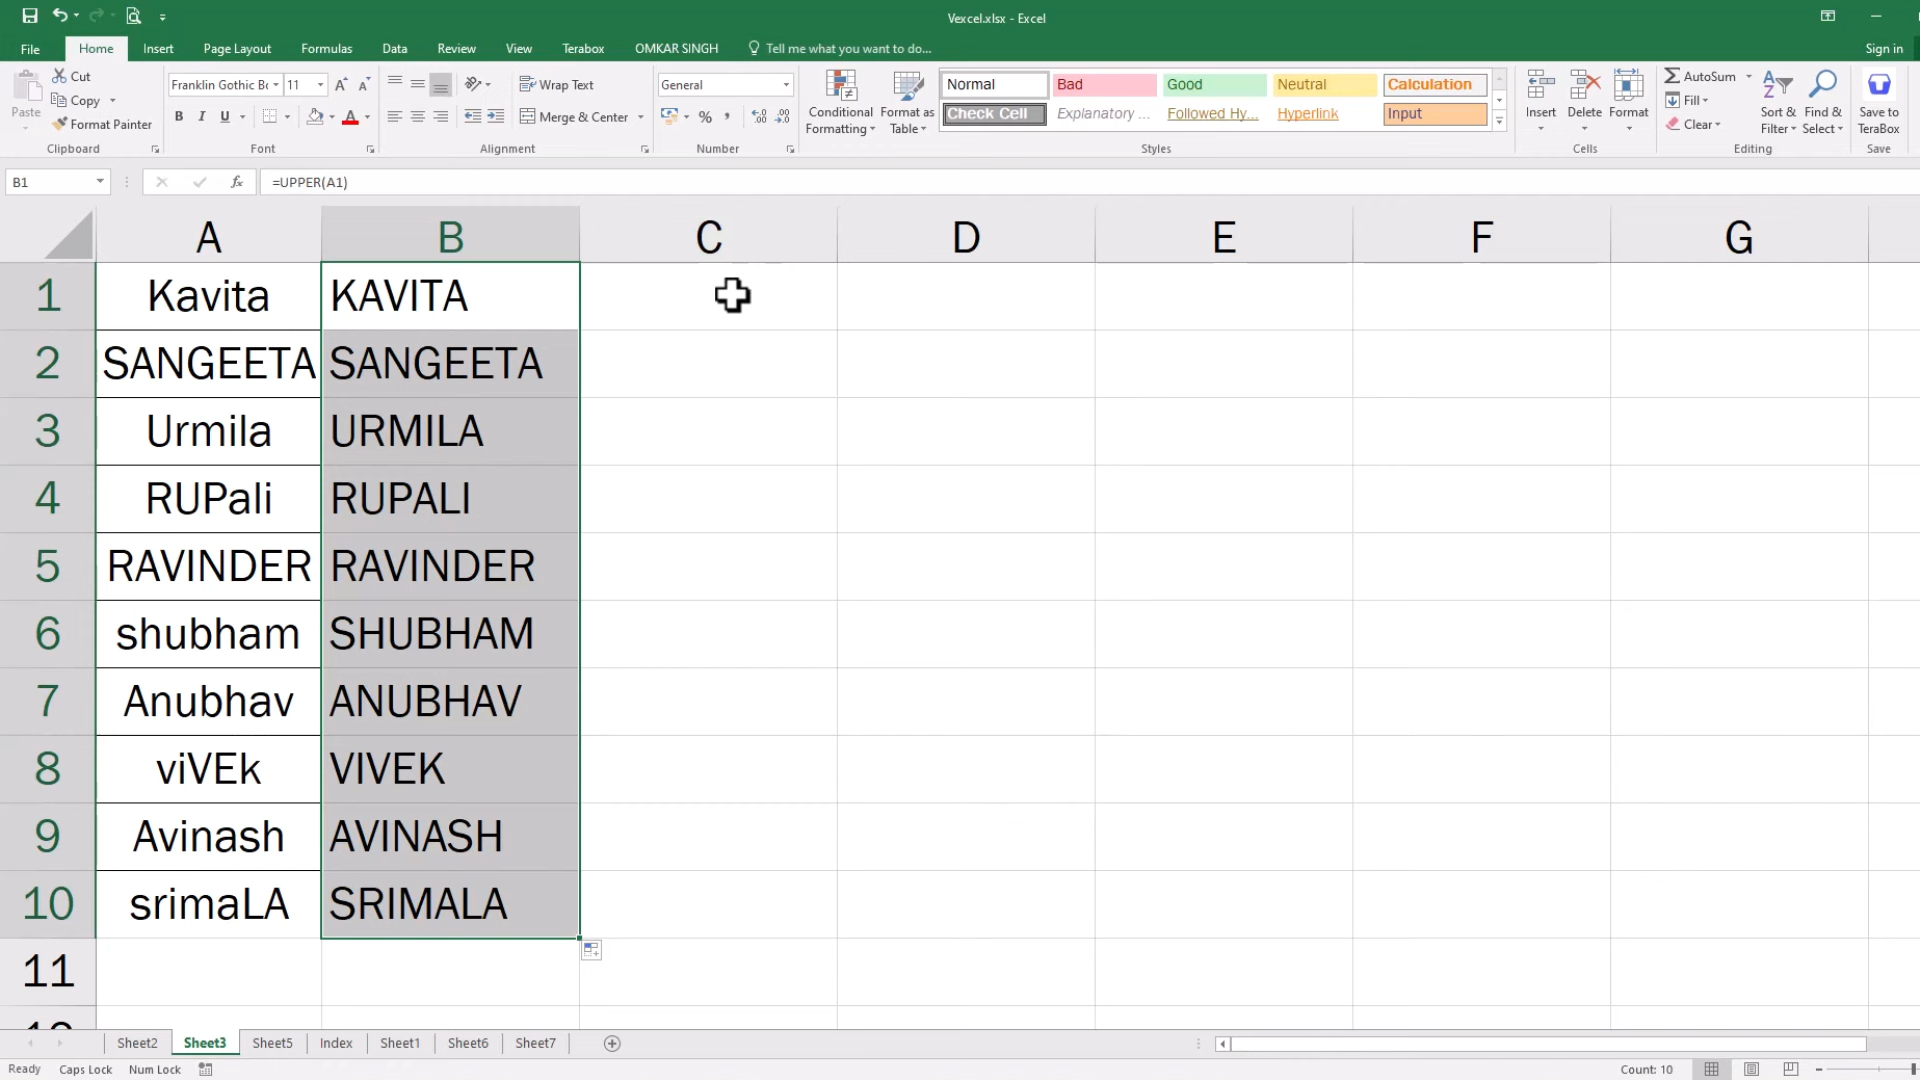 Vexcel.xlsx - Excel
File Home Insert Page Layout Formulas Data Review View Terabox OMKAR SINGH Tell me what you want to do... Sign in
Paste
Cut
Copy
Format Painter
Clipboard
Franklin Gothic B 11
B I U
Font
Wrap Text
Merge & Center
Alignment
General
%
Number
Conditional Formatting
Format as Table
Normal Bad Good Neutral Calculation
Check Cell Explanatory ... Followed Hy... Hyperlink Input
Styles
Insert Delete Format
Cells
AutoSum
Fill
Clear
Sort & Filter
Find & Select
Editing
Save to TeraBox
Save
B1 fx =UPPER(A1)
A B C D E F G
1 Kavita KAVITA
2 SANGEETA SANGEETA
3 Urmila URMILA
4 RUPali RUPALI
5 RAVINDER RAVINDER
6 shubham SHUBHAM
7 Anubhav ANUBHAV
8 viVEk VIVEK
9 Avinash AVINASH
10 srimaLA SRIMALA
11
Sheet2 Sheet3 Sheet5 Index Sheet1 Sheet6 Sheet7
Ready Caps Lock Num Lock Count: 10